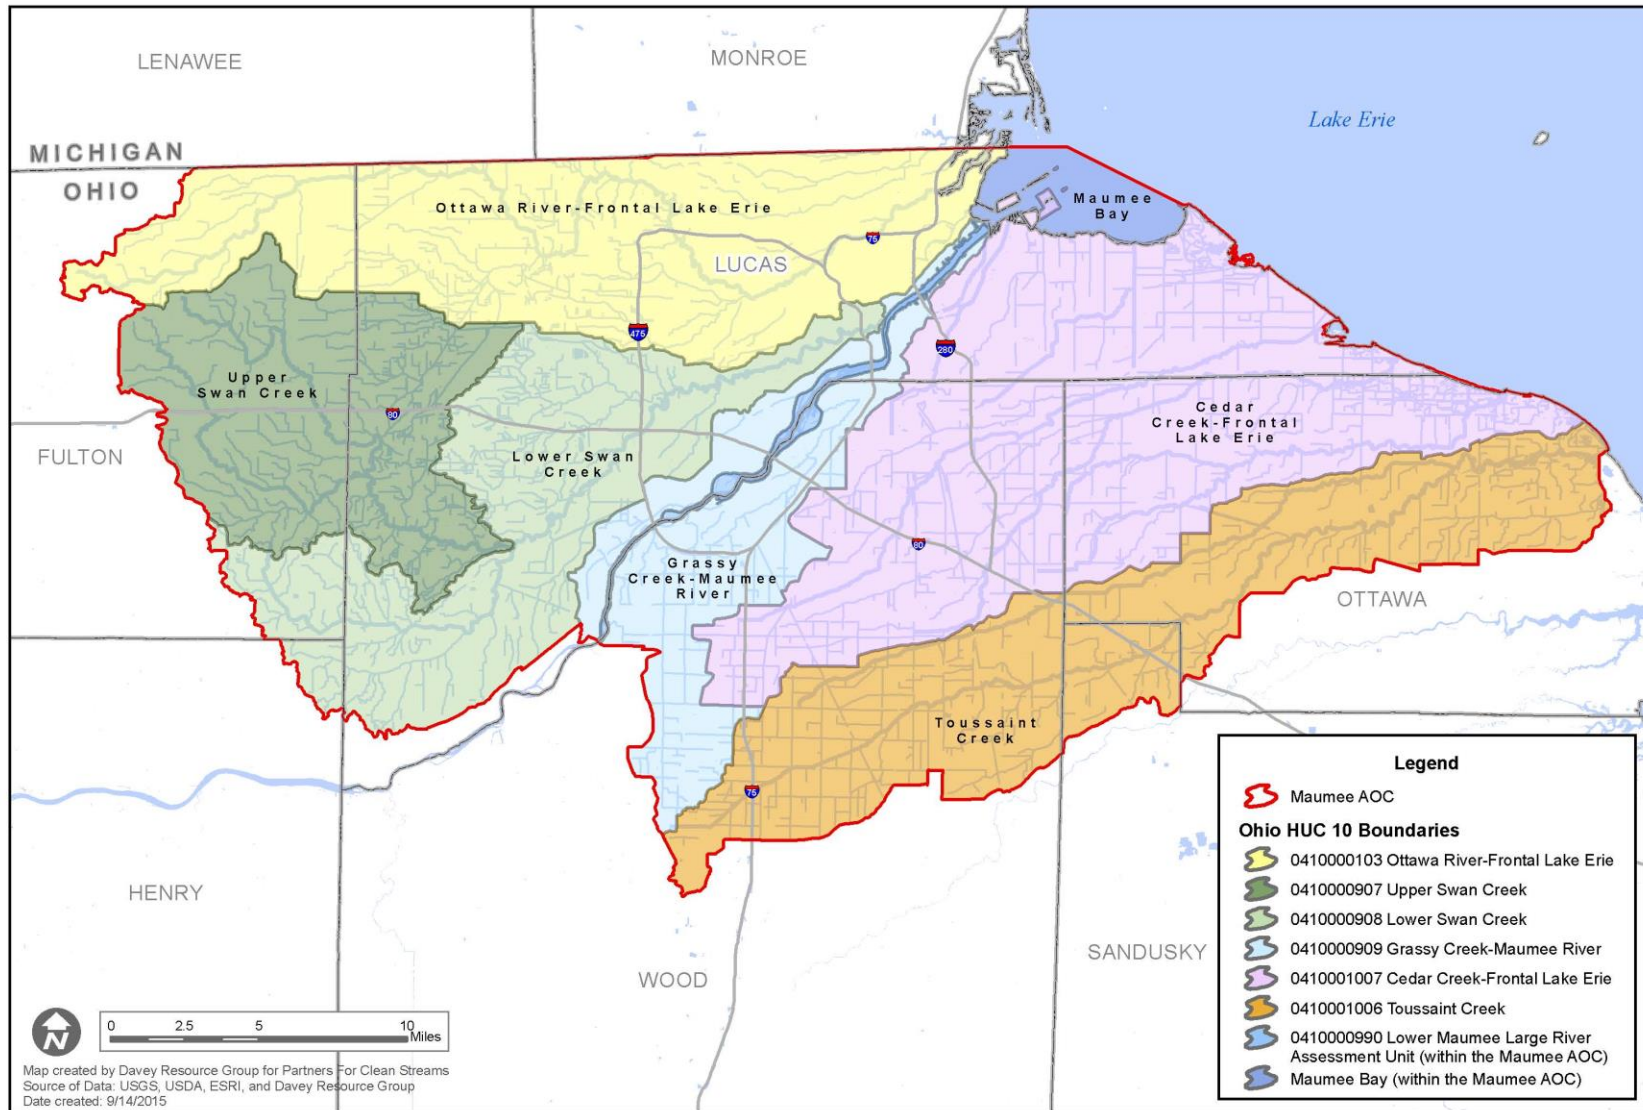 LENAWEE
MONROE
Lake Erie
MICHIGAN
OHIO
Maumee
Bay
Ottawa River-Frontal Lake Erie
75
LUCAS
475
280
Upper
Swan Creek
80
Cedar
Creek-Frontal
Lake Erie
FULTON
Lower Swan
Creek
80
Grassy
Creek-Maumee
River
OTTAWA
Toussaint
Creek
75
HENRY
WOOD
SANDUSKY
Legend
Maumee AOC
Ohio HUC 10 Boundaries
0410000103 Ottawa River-Frontal Lake Erie
0410000907 Upper Swan Creek
0410000908 Lower Swan Creek
0410000909 Grassy Creek-Maumee River
0410001007 Cedar Creek-Frontal Lake Erie
0410001006 Toussaint Creek
0410000990 Lower Maumee Large River
Assessment Unit (within the Maumee AOC)
Maumee Bay (within the Maumee AOC)
N
0 2.5 5 10
Miles
Map created by Davey Resource Group for Partners For Clean Streams
Source of Data: USGS, USDA, ESRI, and Davey Resource Group
Date created: 9/14/2015